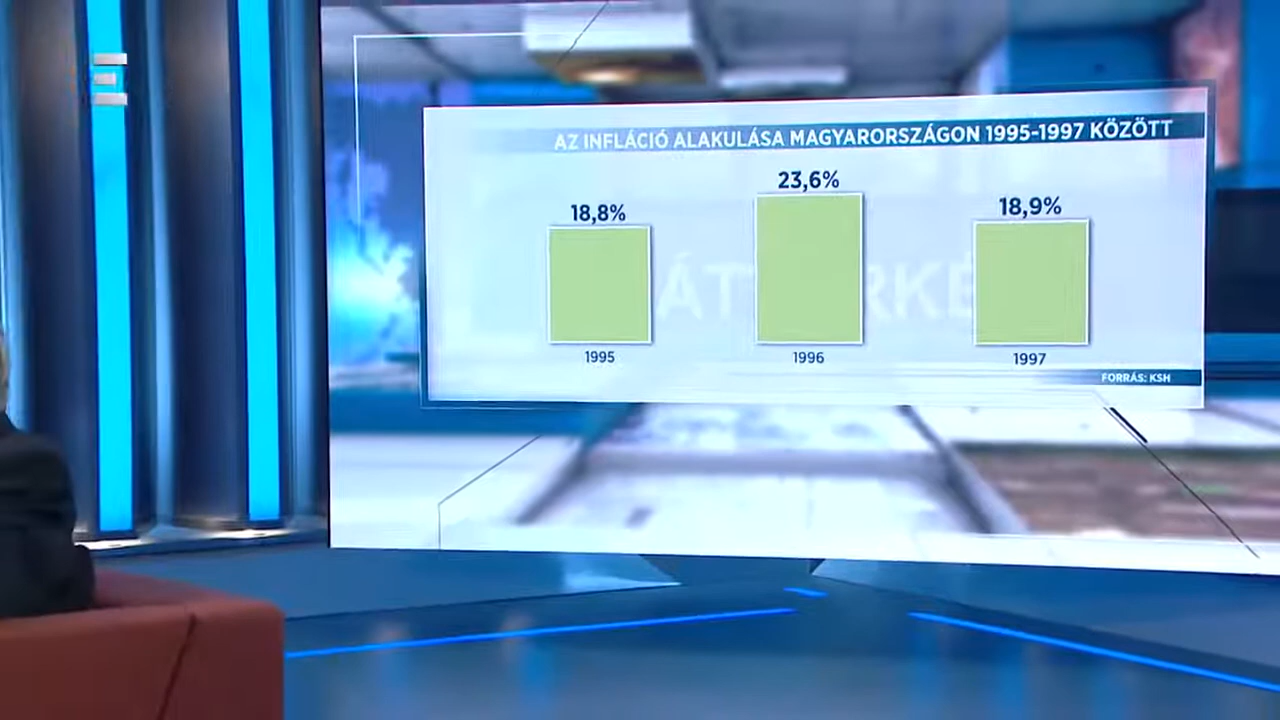 AZ INFLÁCIÓ ALAKULÁSA MAGYARORSZÁGON 1995-1997 KÖZÖTT
18,8% 23,6% 18,9%
1995 1996 1997
FORRÁS: KSH